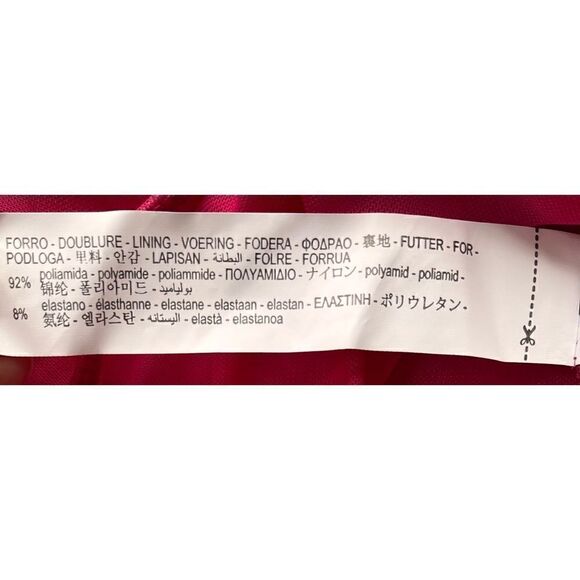 FORRO - DOUBLURE - LINING - VOERING - FODERA - ΦΟΔΡΑΟ - 裏地 - FUTTER - FOR -
PODLOGA - 里料 - 안감 - LAPISAN - البطانة - FOLRE - FORRUA
92% poliamida - polyamide - poliammide - ΠΟΛΥΑΜΙΔΙΟ - ナイロン - polyamid - poliamid -
锦纶 - 폴리아미드 - بولياميد
8% elastano - élasthanne - elastane - elastaan - elastan - ΕΛΑΣΤΙΝΗ - ポリウレタン -
氨纶 - 엘라스탄 - اليستانه - elastà - elastanoa